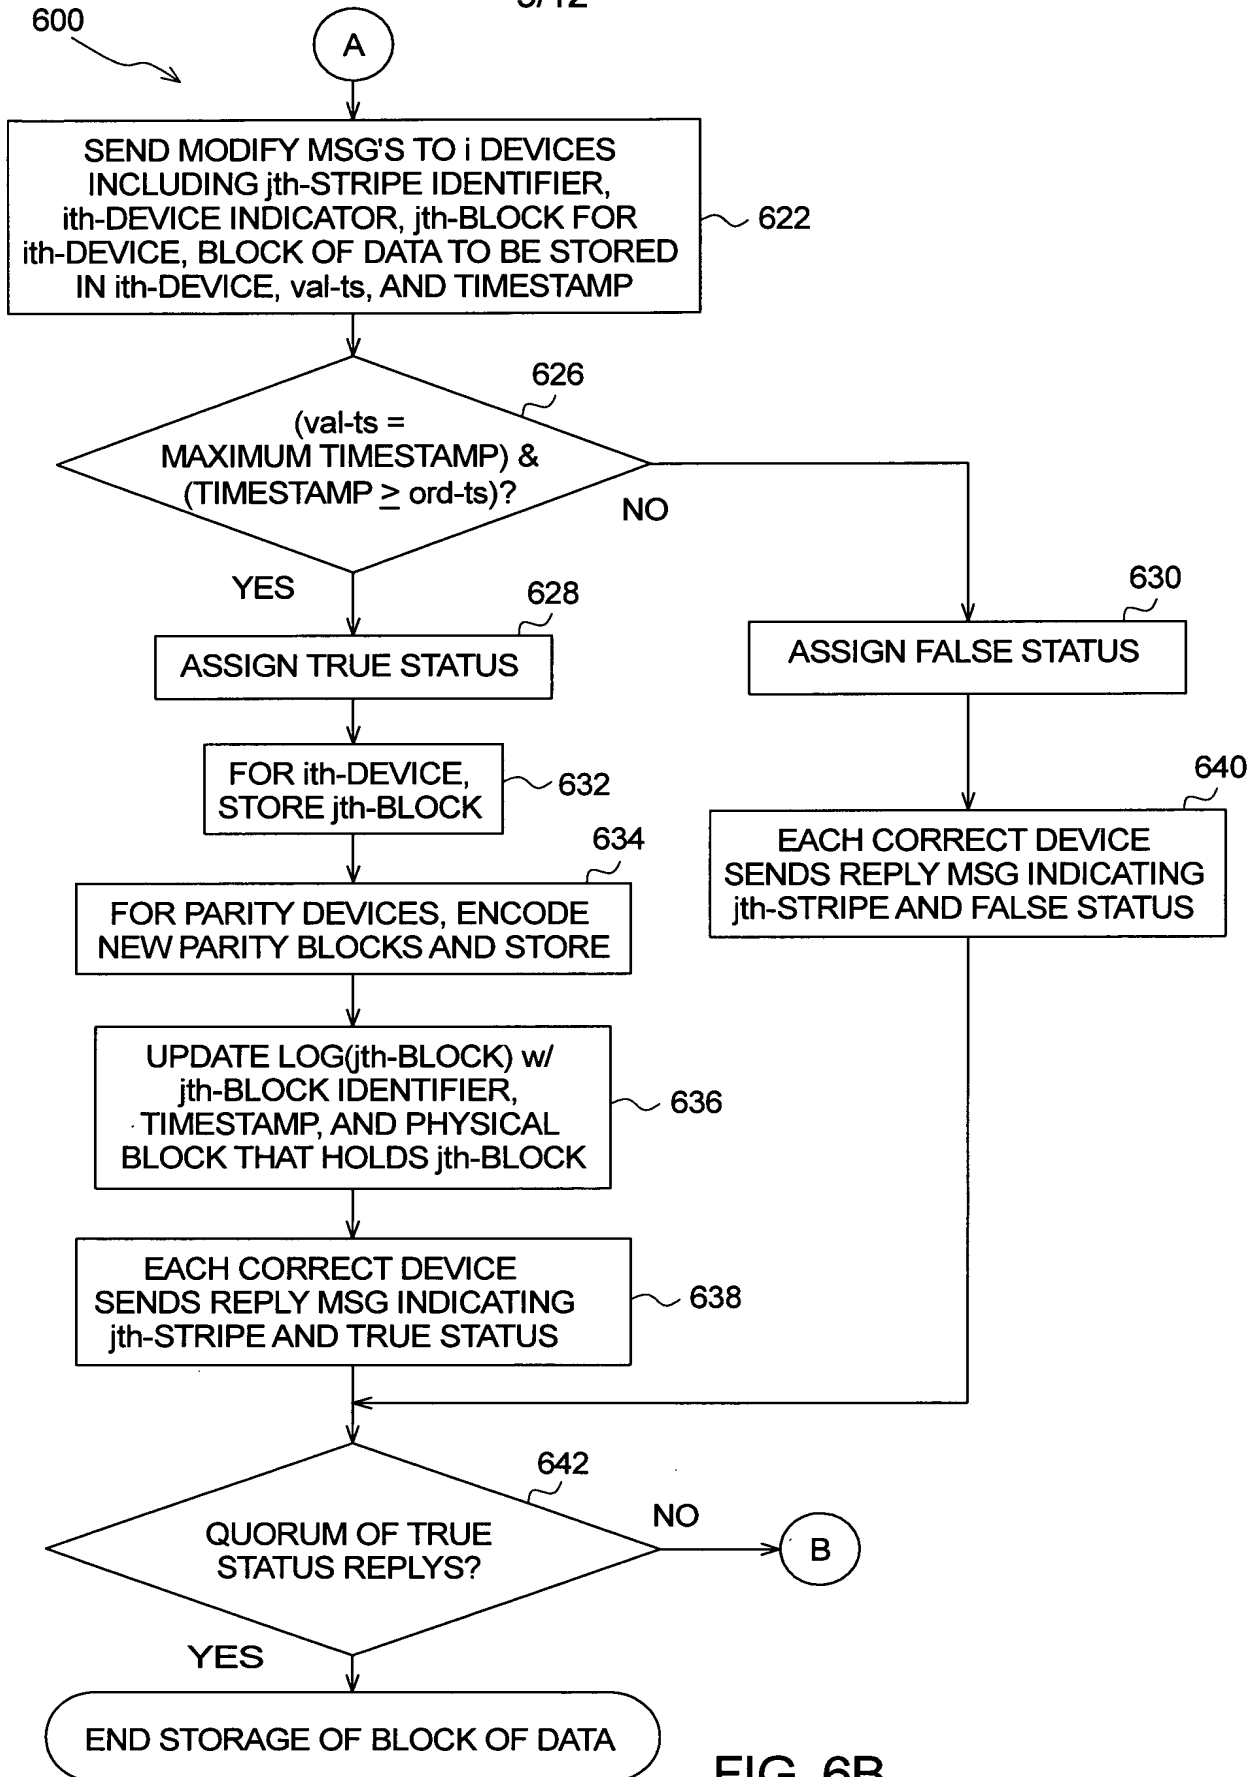 600
A
SEND MODIFY MSG'S TO i DEVICES
INCLUDING jth-STRIPE IDENTIFIER,
ith-DEVICE INDICATOR, jth-BLOCK FOR
ith-DEVICE, BLOCK OF DATA TO BE STORED
IN ith-DEVICE, val-ts, AND TIMESTAMP
622
626
(val-ts =
MAXIMUM TIMESTAMP) &
(TIMESTAMP ≥ ord-ts)?
NO
YES
628
630
ASSIGN TRUE STATUS
ASSIGN FALSE STATUS
FOR ith-DEVICE,
STORE jth-BLOCK
632
640
EACH CORRECT DEVICE
SENDS REPLY MSG INDICATING
jth-STRIPE AND FALSE STATUS
634
FOR PARITY DEVICES, ENCODE
NEW PARITY BLOCKS AND STORE
UPDATE LOG(jth-BLOCK) w/
jth-BLOCK IDENTIFIER,
TIMESTAMP, AND PHYSICAL
BLOCK THAT HOLDS jth-BLOCK
636
EACH CORRECT DEVICE
SENDS REPLY MSG INDICATING
jth-STRIPE AND TRUE STATUS
638
642
QUORUM OF TRUE
STATUS REPLYS?
NO
B
YES
END STORAGE OF BLOCK OF DATA
FIG. 6B